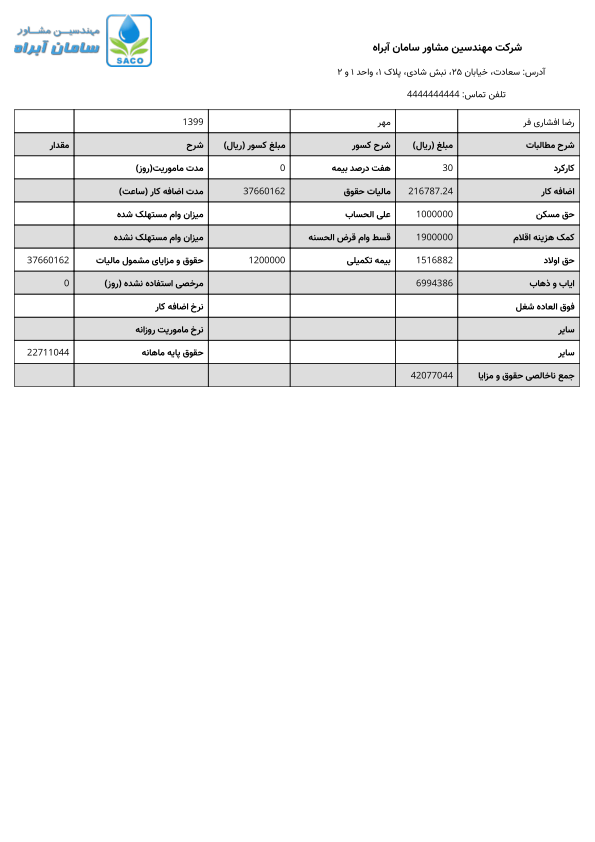 مهندسین مشاور
سامان آبراه
SACO
شرکت مهندسین مشاور سامان آبراه
آدرس: سعادت، خیابان ۲۵، نبش شادی، پلاک ۱، واحد ۱ و ۲
تلفن تماس: 4444444444
رضا افشاری فر مهر 1399
شرح مطالبات مبلغ (ریال) شرح کسور مبلغ کسور (ریال) شرح مقدار
کارکرد 30 هفت درصد بیمه 0 مدت ماموریت(روز)
اضافه کار 216787.24 مالیات حقوق 37660162 مدت اضافه کار (ساعت)
حق مسکن 1000000 علی الحساب میزان وام مستهلک شده
کمک هزینه اقلام 1900000 قسط وام قرض الحسنه میزان وام مستهلک نشده
حق اولاد 1516882 بیمه تکمیلی 1200000 حقوق و مزایای مشمول مالیات 37660162
ایاب و ذهاب 6994386 مرخصی استفاده نشده (روز) 0
فوق العاده شغل نرخ اضافه کار
سایر نرخ ماموریت روزانه
سایر حقوق پایه ماهانه 22711044
جمع ناخالصی حقوق و مزایا 42077044